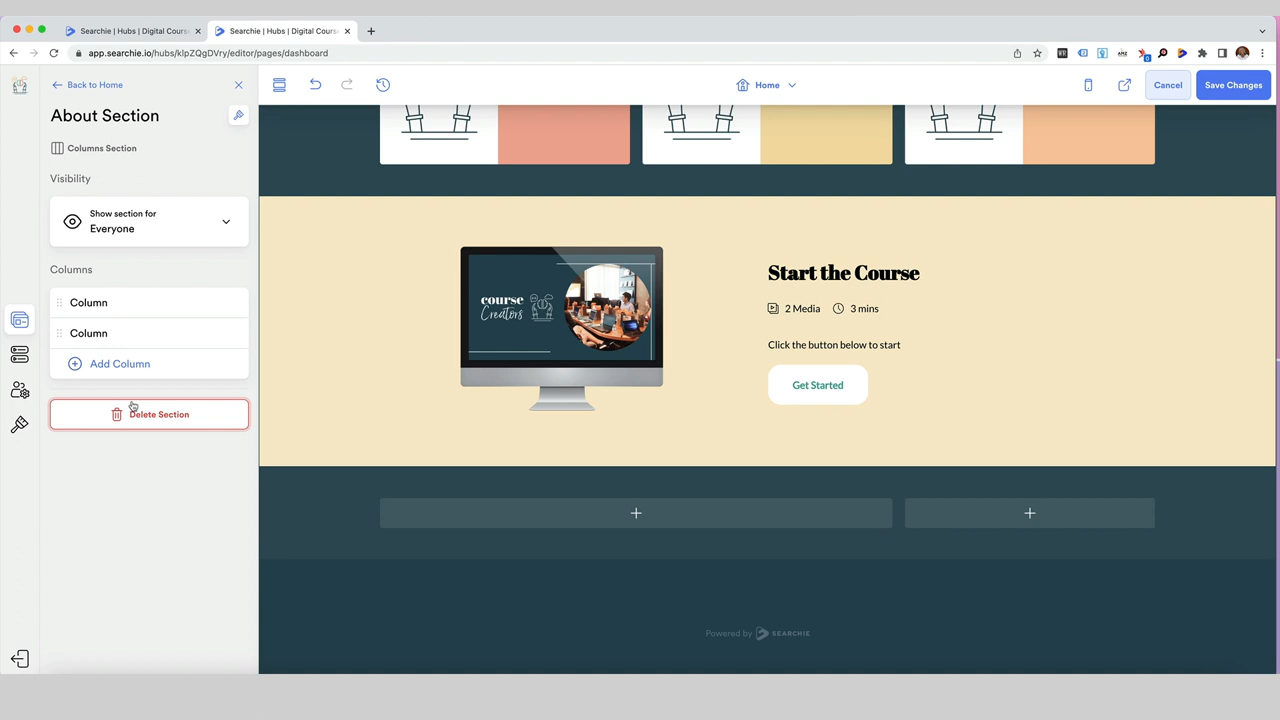 Searchie | Hubs | Digital Course
Searchie | Hubs | Digital Course
app.searchie.io/hubs/klpZQgDVry/editor/pages/dashboard
Back to Home
Home
Cancel
Save Changes
About Section
Columns Section
Visibility
Show section for
Everyone
Columns
Column
Column
Add Column
Delete Section
course
Creators
Start the Course
2 Media
3 mins
Click the button below to start
Get Started
Powered by SEARCHIE